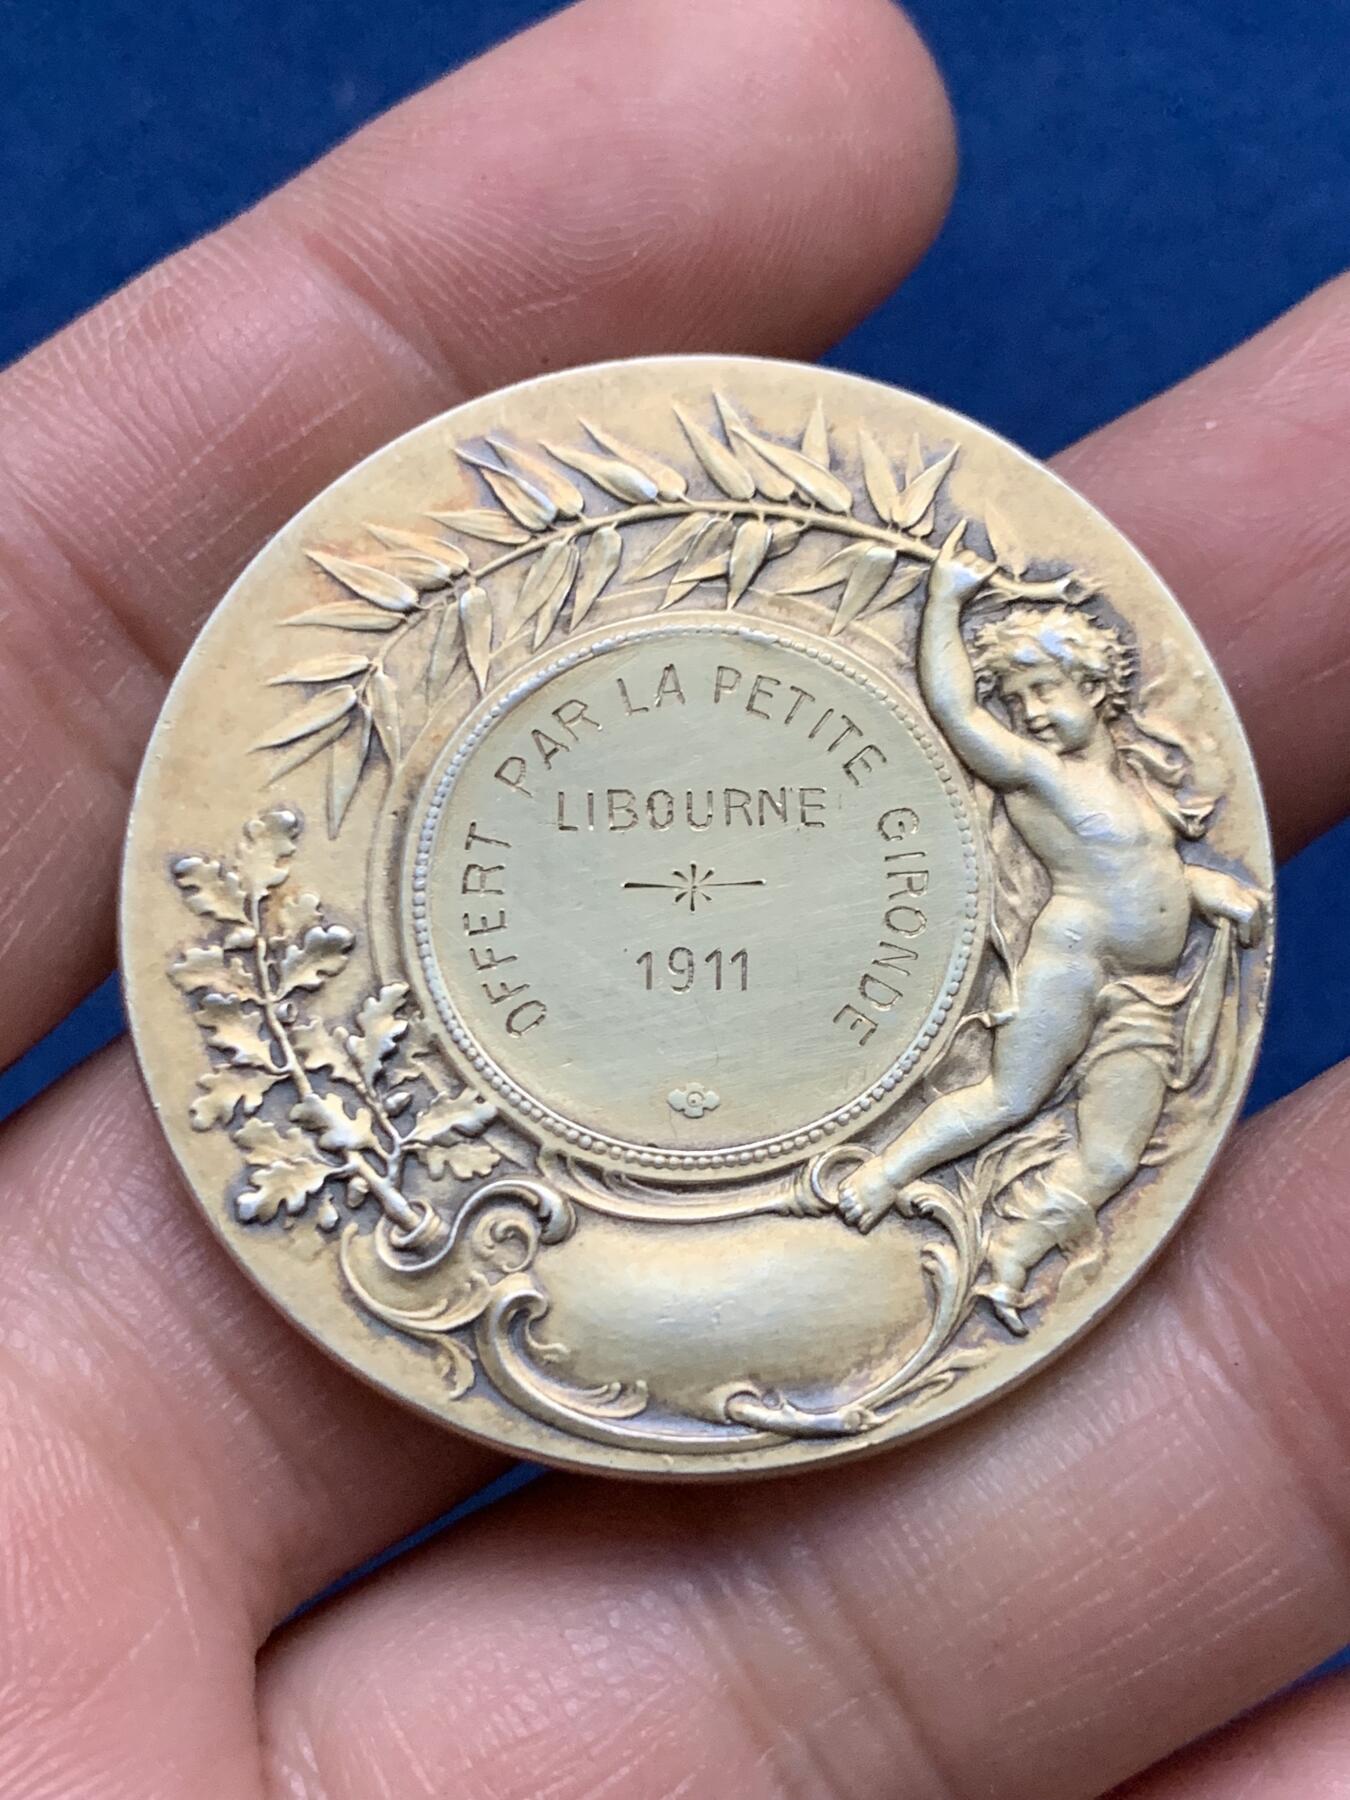 OFFERT PAR LA PETITE GIRONDE
LIBOURNE
1911